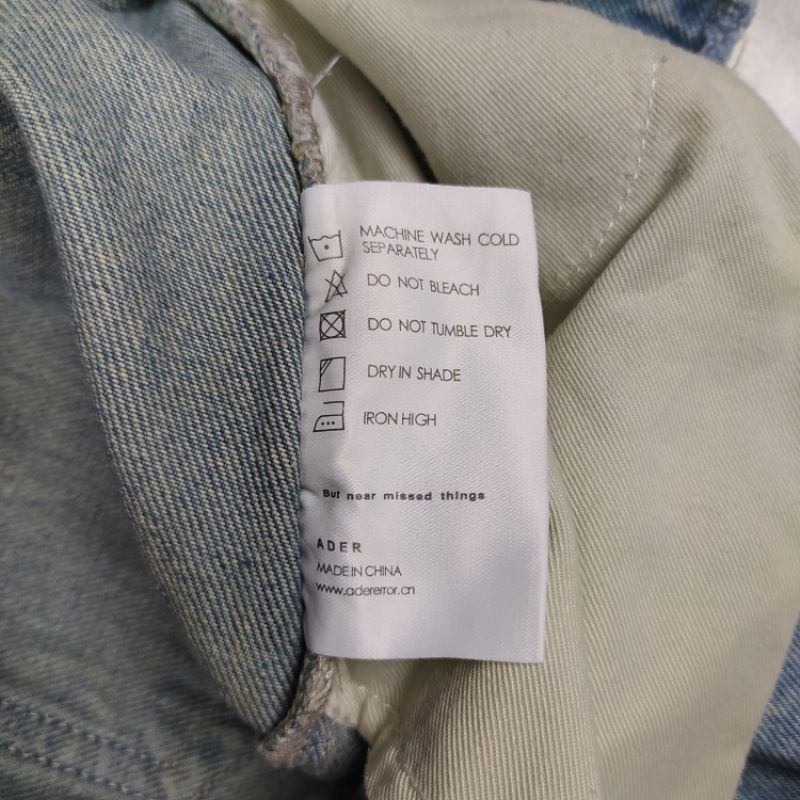 MACHINE WASH COLD
SEPARATELY
DO NOT BLEACH
DO NOT TUMBLE DRY
DRY IN SHADE
IRON HIGH
But near missed things
ADER
MADE IN CHINA
www.adererror.cn